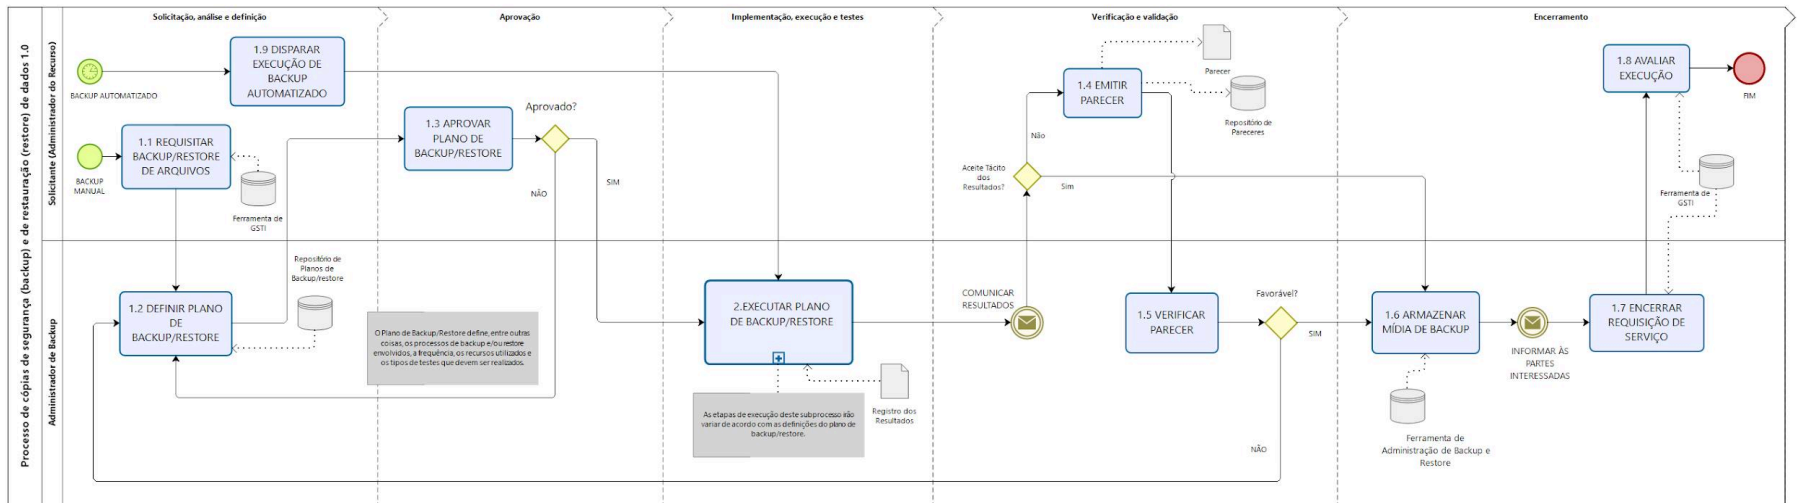 Processo de cópias de segurança (backup) e de restauração (restore) de dados 1.0
Solicitante (Administrador do Recurso)
Administrador de Backup
Solicitação, análise e definição
Aprovação
Implementação, execução e testes
Verificação e validação
Encerramento
BACKUP AUTOMATIZADO
1.9 DISPARAR
EXECUÇÃO DE
BACKUP
AUTOMATIZADO
BACKUP
MANUAL
1.1 REQUISITAR
BACKUP/RESTORE
DE ARQUIVOS
Ferramenta de
GSTI
1.2 DEFINIR PLANO
DE
BACKUP/RESTORE
Repositório de
Planos de
Backup/restore
1.3 APROVAR
PLANO DE
BACKUP/RESTORE
Aprovado?
NÃO
SIM
O Plano de Backup/Restore define, entre outras
coisas, os processos de backup e/ou restore
envolvidos, a frequência, os recursos utilizados e
os tipos de testes que devem ser realizados.
2.EXECUTAR PLANO
DE BACKUP/RESTORE
As etapas de execução deste subprocesso irão
variar de acordo com as definições do plano de
backup/restore.
Registro dos
Resultados
COMUNICAR
RESULTADOS
Aceite Tácito
dos
Resultados?
Não
Sim
1.4 EMITIR
PARECER
Parecer
Repositório de
Pareceres
1.5 VERIFICAR
PARECER
Favorável?
SIM
NÃO
1.6 ARMAZENAR
MÍDIA DE BACKUP
Ferramenta de
Administração de Backup e
Restore
INFORMAR ÀS
PARTES
INTERESSADAS
1.7 ENCERRAR
REQUISIÇÃO DE
SERVIÇO
Ferramenta de
GSTI
1.8 AVALIAR
EXECUÇÃO
FIM